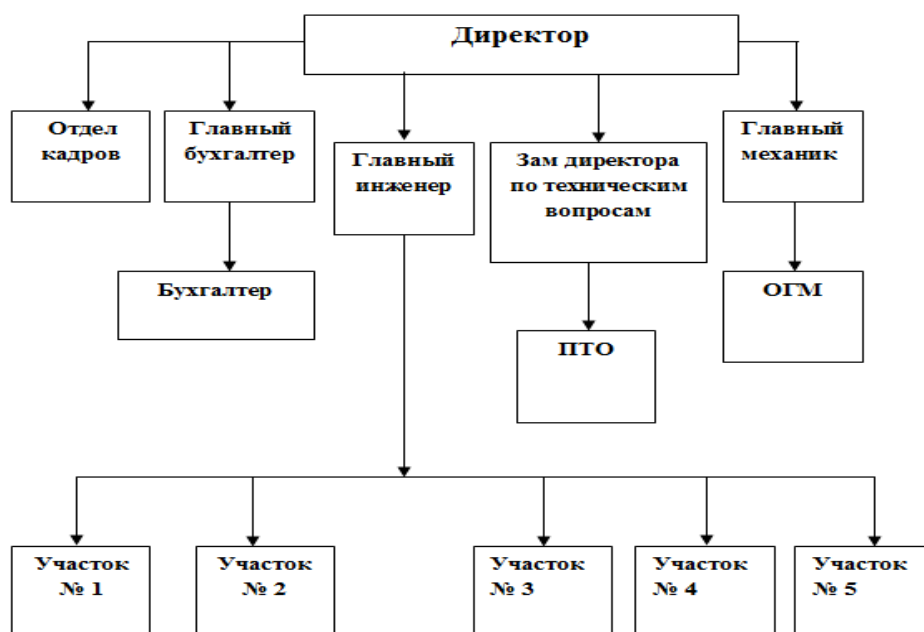 Директор
Отдел
кадров
Главный
бухгалтер
Главный
инженер
Зам директора
по техническим
вопросам
Главный
механик
Бухгалтер
ОГМ
ПТО
Участок
№ 1
Участок
№ 2
Участок
№ 3
Участок
№ 4
Участок
№ 5